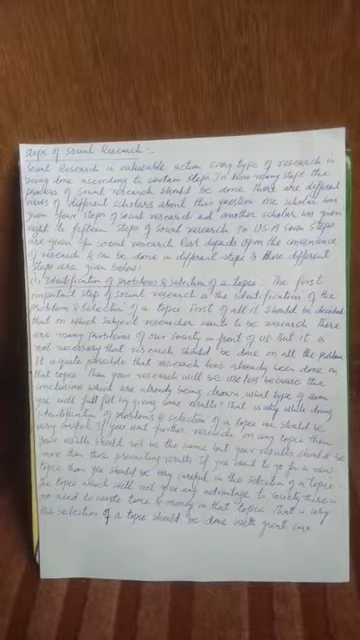 Steps of Social Research :-
Social Research is valueable action Every type of research is
being done according to certain steps In How many steps the
process of social research should be done There are different
views of different scholars about this question One scholar has
given four steps of social research and another scholar has given
eight to fifteen steps of social research In U.S.A seven steps
are given for social research but depends upon the convenience
of research & can be done in different steps & these different
steps are given below:
(1). Identification of problems & selection of a topic: The first
important step of social research is the identification of the
problems & selection of a topic First of all it should be decided
that on which subject researcher wants to be research There
are many problems of our society in front of us But it is
not necessary that research should be done on all the problems
It is quite possible that research has already been done on
that topic Then your research will be use less because the
conclusions which are already being drawn, what type of aim
you will full fil by giving same results? That is why while doing
identification of problems & selection of a topic one should be
very careful if you want further research on any topic then
your results should not be the same but your results should be
more than those prevailing results If you want to go for a new
topic than you should be very careful in the selection of a topic.
The topic which will not give any advantage to society there is
no need to waste time & money in that topic That is why
the selection of a topic should be done with great care